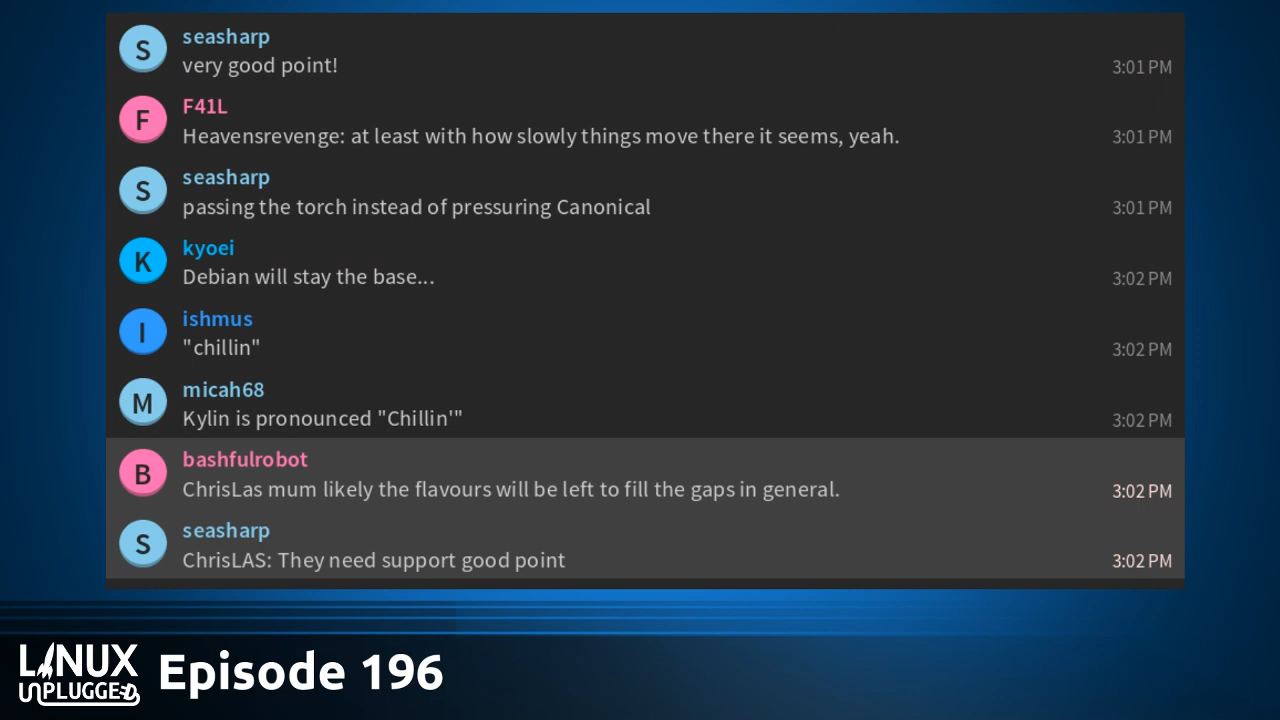 S
seasharp
very good point!
3:01 PM
F
F41L
Heavensrevenge: at least with how slowly things move there it seems, yeah.
3:01 PM
S
seasharp
passing the torch instead of pressuring Canonical
3:01 PM
K
kyoei
Debian will stay the base...
3:02 PM
I
ishmus
"chillin"
3:02 PM
M
micah68
Kylin is pronounced "Chillin'"
3:02 PM
B
bashfulrobot
ChrisLas mum likely the flavours will be left to fill the gaps in general.
3:02 PM
S
seasharp
ChrisLAS: They need support good point
3:02 PM
LINUX
UNPLUGGED
Episode 196